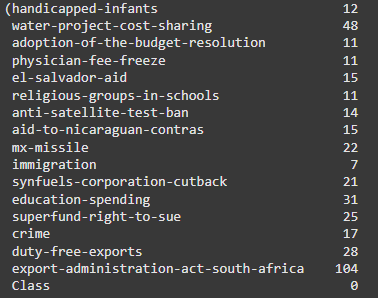 (handicapped-infants 12
water-project-cost-sharing 48
adoption-of-the-budget-resolution 11
physician-fee-freeze 11
el-salvador-aid 15
religious-groups-in-schools 11
anti-satellite-test-ban 14
aid-to-nicaraguan-contras 15
mx-missile 22
immigration 7
synfuels-corporation-cutback 21
education-spending 31
superfund-right-to-sue 25
crime 17
duty-free-exports 28
export-administration-act-south-africa 104
Class 0